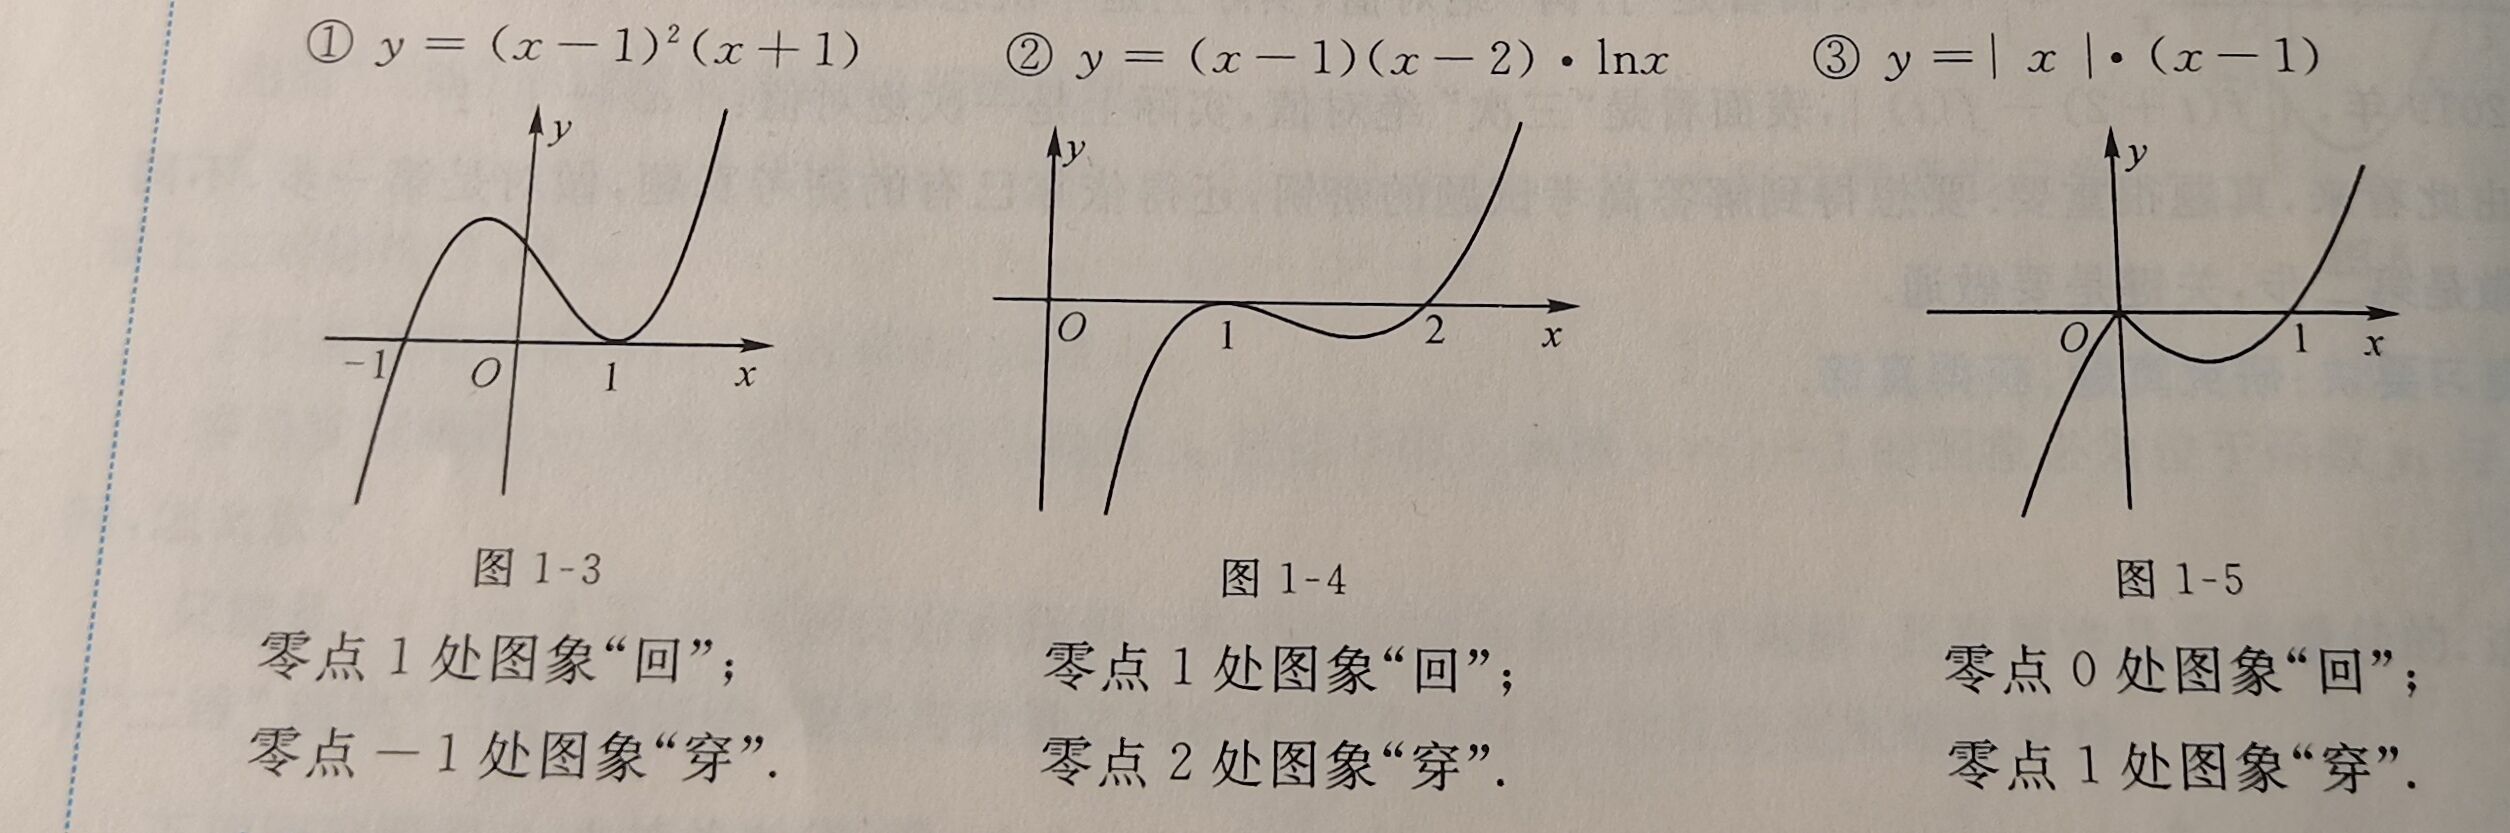 ① y = (x－1)²(x＋1)　② y = (x－1)(x－2)·lnx　③ y =| x |·(x－1)
y　y　y
－1　O　1　x　O　1　2　x　O　1　x
图 1-3　图 1-4　图 1-5
零点 1 处图象“回”；　零点 1 处图象“回”；　零点 0 处图象“回”；
零点－1 处图象“穿”.　零点 2 处图象“穿”.　零点 1 处图象“穿”.